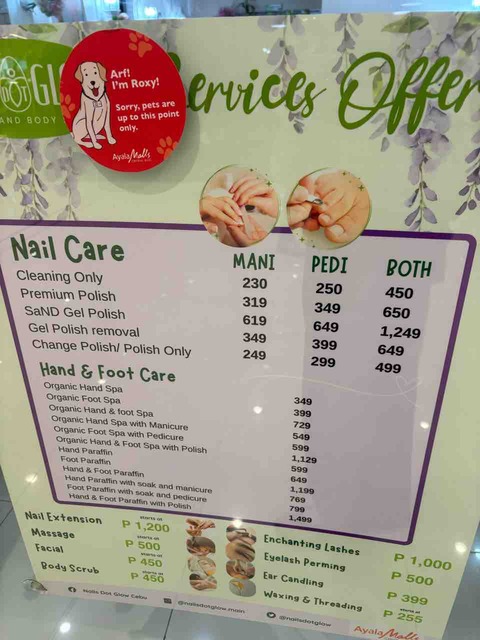 GL
AND BODY
Arf!
I'm Roxy!
Sorry, pets are
up to this point
only.
Ayala Malls
ervices Offer
Nail Care MANI PEDI BOTH
Cleaning Only 230 250 450
Premium Polish 319 349 650
SaND Gel Polish 619 649 1,249
Gel Polish removal 349 399 649
Change Polish/ Polish Only 249 299 499
Hand & Foot Care
Organic Hand Spa 349
Organic Foot Spa 399
Organic Hand & foot Spa 729
Organic Hand Spa with Manicure 549
Organic Foot Spa with Pedicure 599
Organic Hand & Foot Spa with Polish 1,129
Hand Paraffin 599
Foot Paraffin 649
Hand & Foot Paraffin 1,199
Hand Paraffin with soak and manicure 769
Foot Paraffin with soak and pedicure 799
Hand & Foot Paraffin with Polish 1,499
Nail Extension starts at P 1,200
Massage starts at P 500
Facial starts at P 450
Body Scrub starts at P 450
Enchanting Lashes P 1,000
Eyelash Perming P 500
Ear Candling P 399
Waxing & Threading starts at P 255
Nails Dot Glow Cebu @nailsdotglow.main @nailsdotglow
Ayala Malls